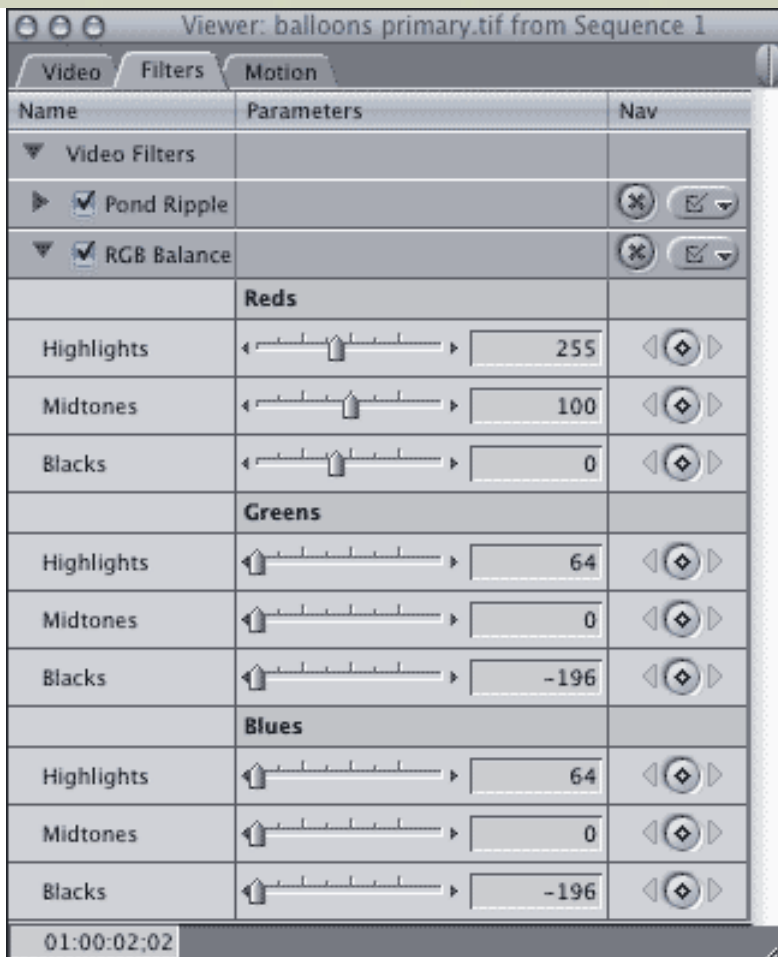 Viewer: balloons primary.tif from Sequence 1
Video Filters Motion
Name Parameters Nav
Video Filters
Pond Ripple
RGB Balance
Reds
Highlights 255
Midtones 100
Blacks 0
Greens
Highlights 64
Midtones 0
Blacks -196
Blues
Highlights 64
Midtones 0
Blacks -196
01:00:02;02